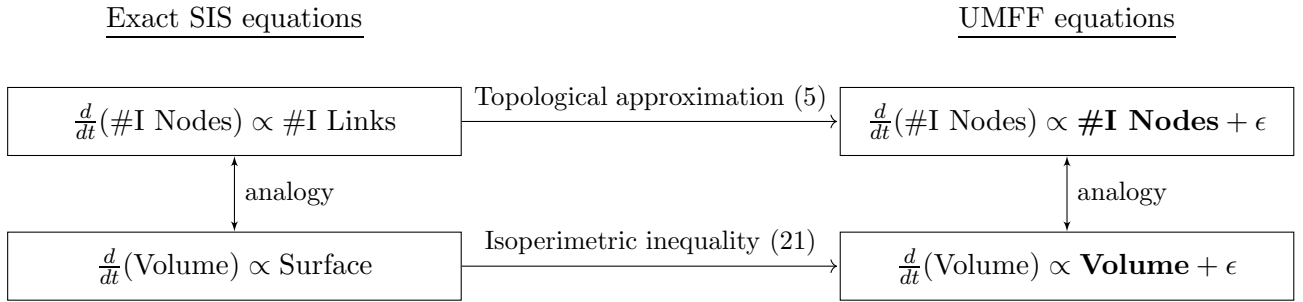 Exact SIS equations
UMFF equations
d/dt(#I Nodes) ∝ #I Links
Topological approximation (5)
d/dt(#I Nodes) ∝ #I Nodes + ϵ
analogy
analogy
d/dt(Volume) ∝ Surface
Isoperimetric inequality (21)
d/dt(Volume) ∝ Volume + ϵ